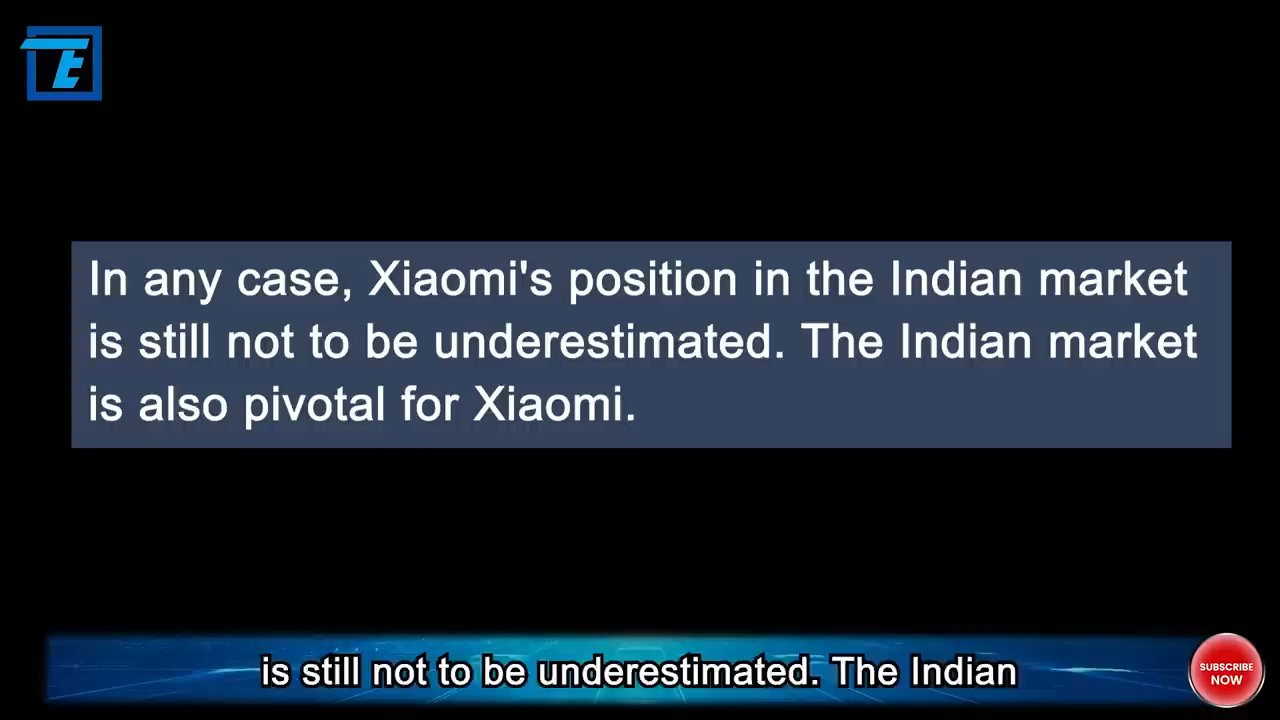 TE
In any case, Xiaomi's position in the Indian market
is still not to be underestimated. The Indian market
is also pivotal for Xiaomi.
is still not to be underestimated. The Indian
SUBSCRIBE
NOW